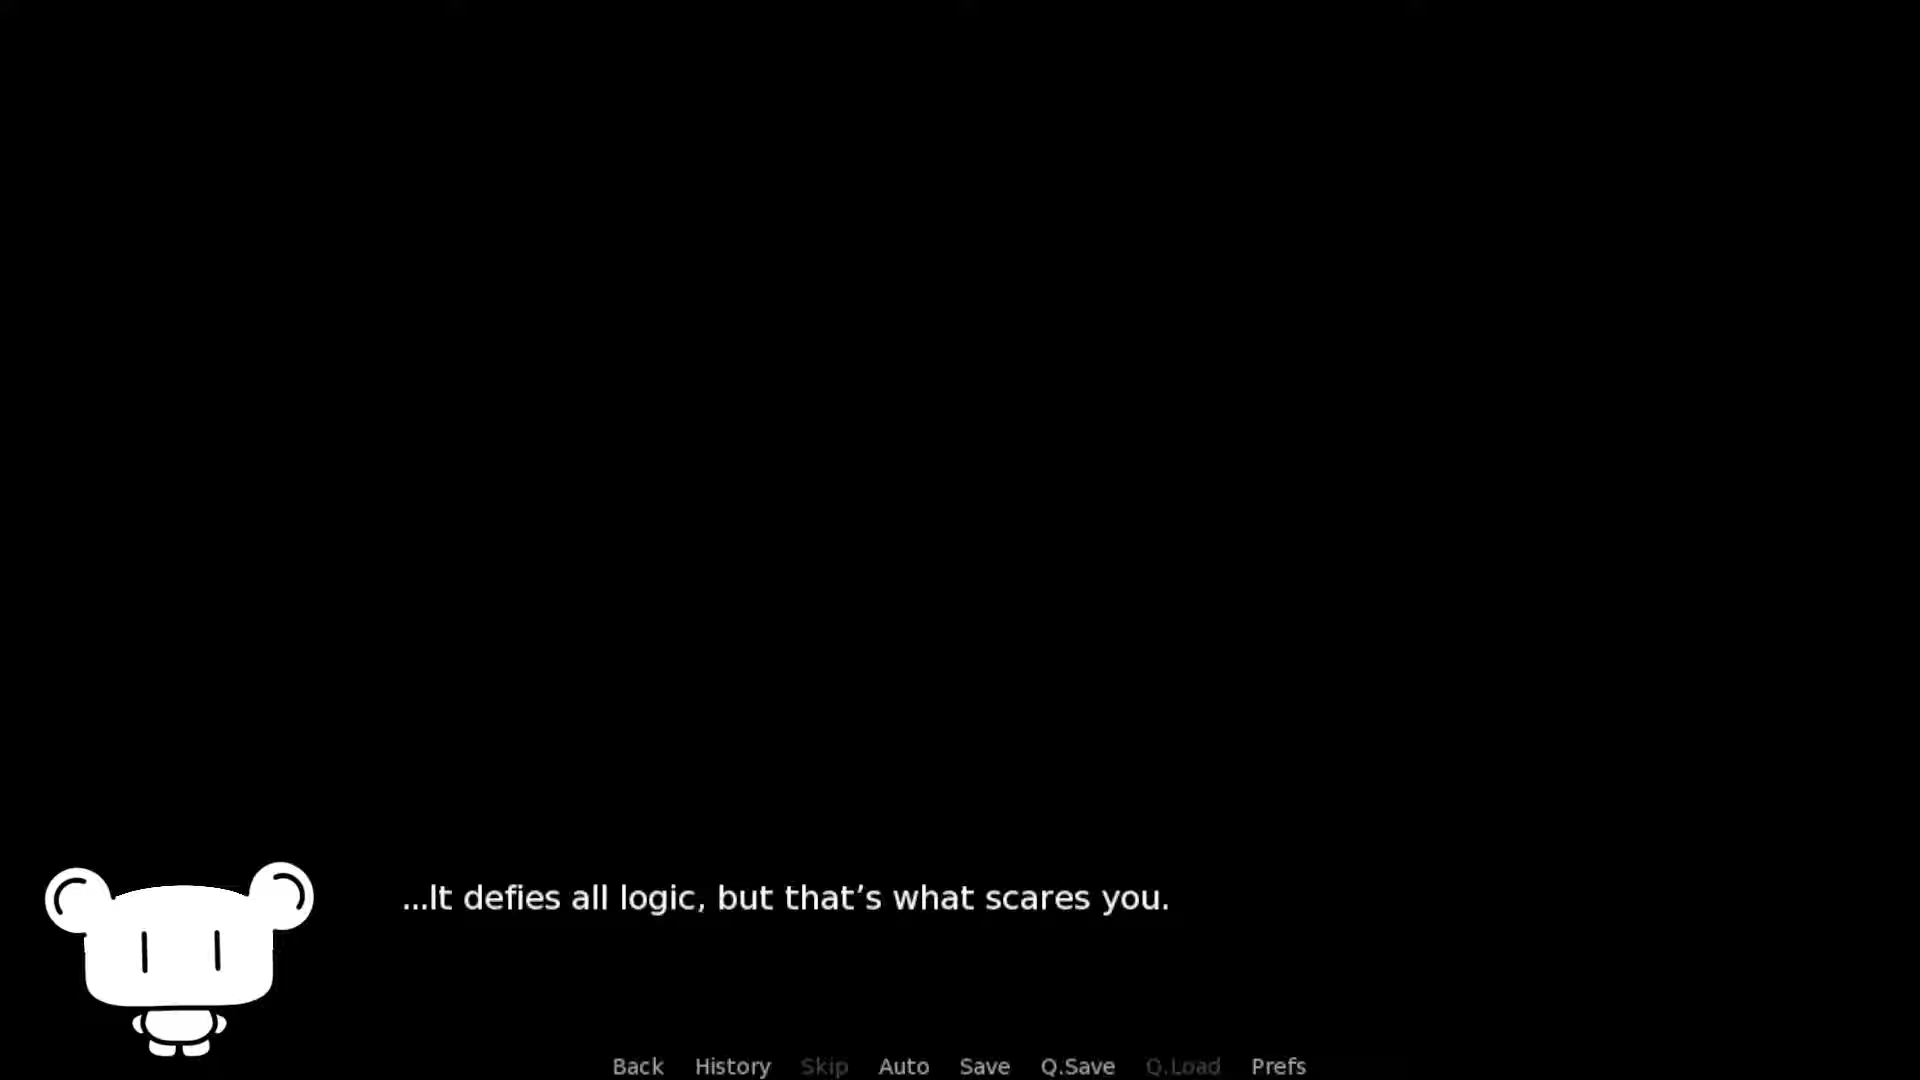 ...It defies all logic, but that’s what scares you.
Back History Skip Auto Save Q.Save Q.Load Prefs